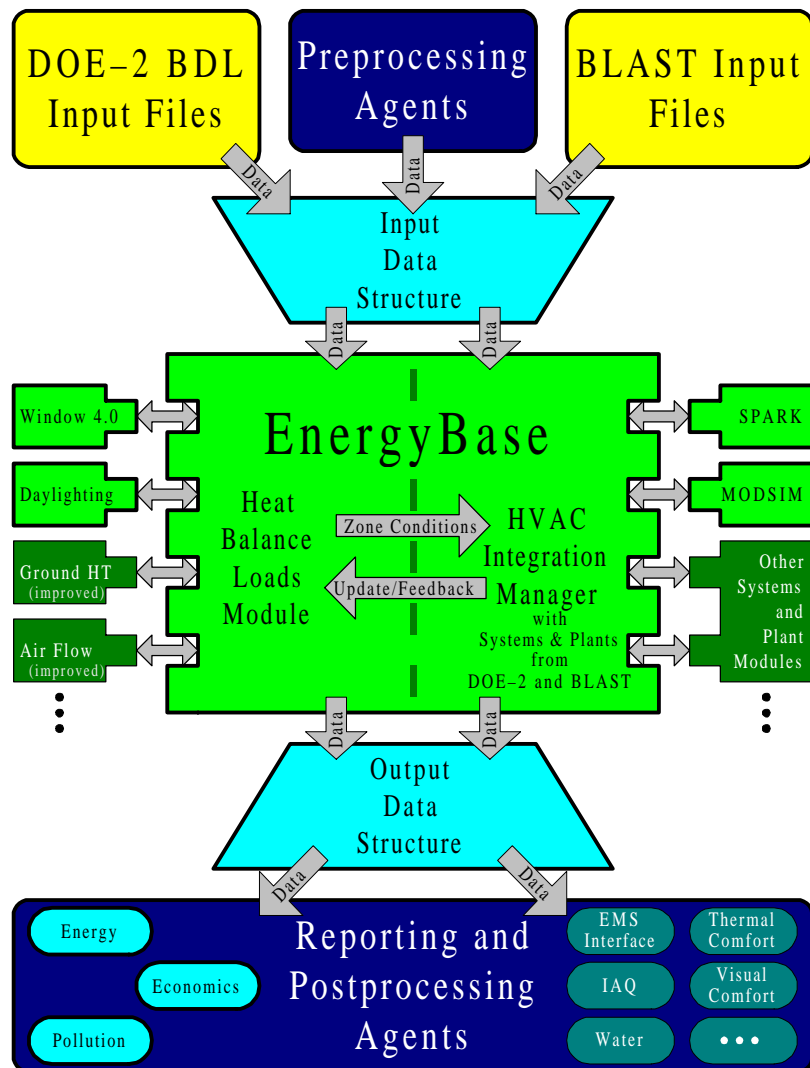 DOE–2 BDL
Input Files
Preprocessing
Agents
BLAST Input
Files
Data
Data
Data
Input
Data
Structure
Data
Data
EnergyBase
Window 4.0
Daylighting
Ground HT
(improved)
Air Flow
(improved)
Heat
Balance
Loads
Module
Zone Conditions
Update/Feedback
HVAC
Integration
Manager
with
Systems & Plants
from
DOE–2 and BLAST
SPARK
MODSIM
Other
Systems
and
Plant
Modules
Data
Data
Output
Data
Structure
Data
Data
Reporting and
Postprocessing
Agents
Energy
Economics
Pollution
EMS
Interface
Thermal
Comfort
IAQ
Visual
Comfort
Water
•••